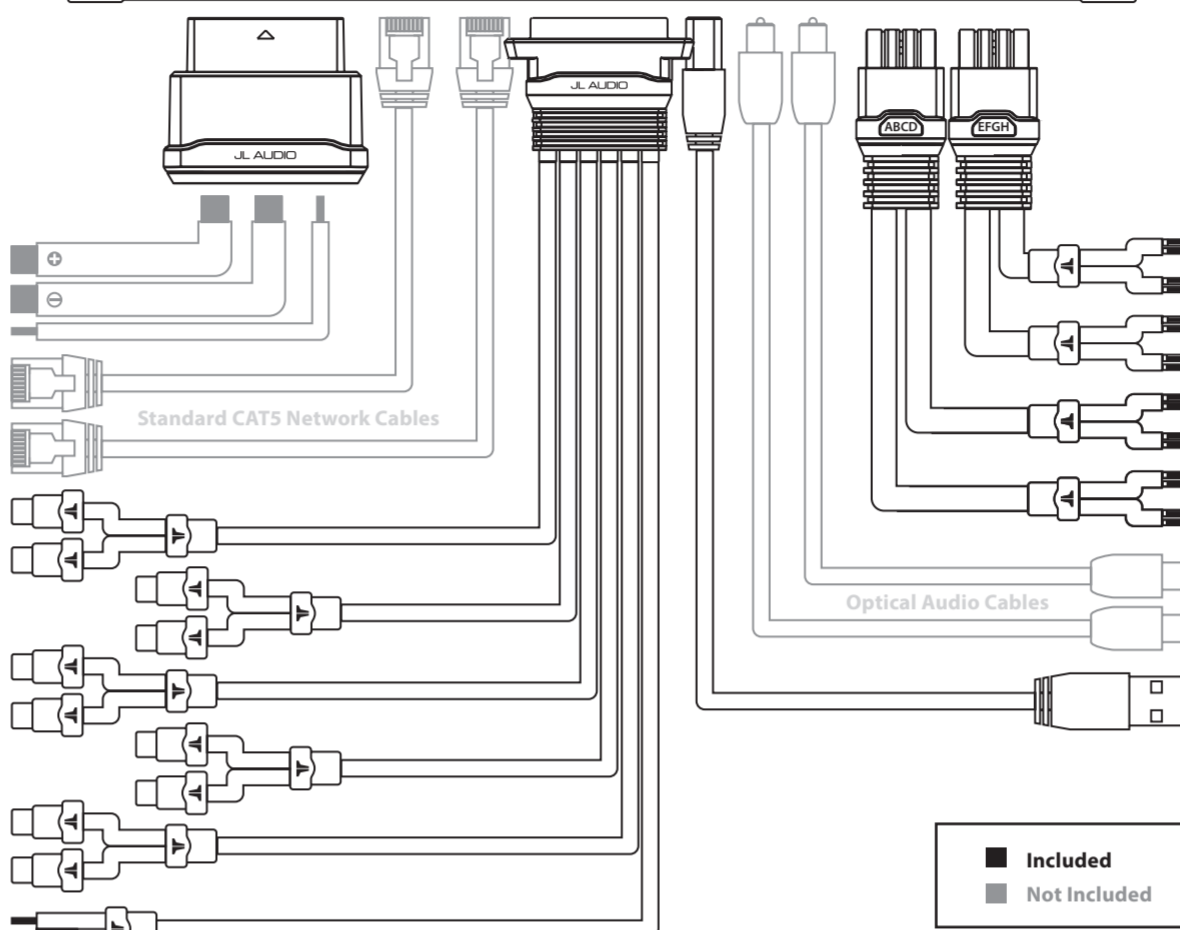 JL AUDIO
ABCD
EFGH
JL AUDIO
Standard CAT5 Network Cables
Optical Audio Cables
Included
Not Included